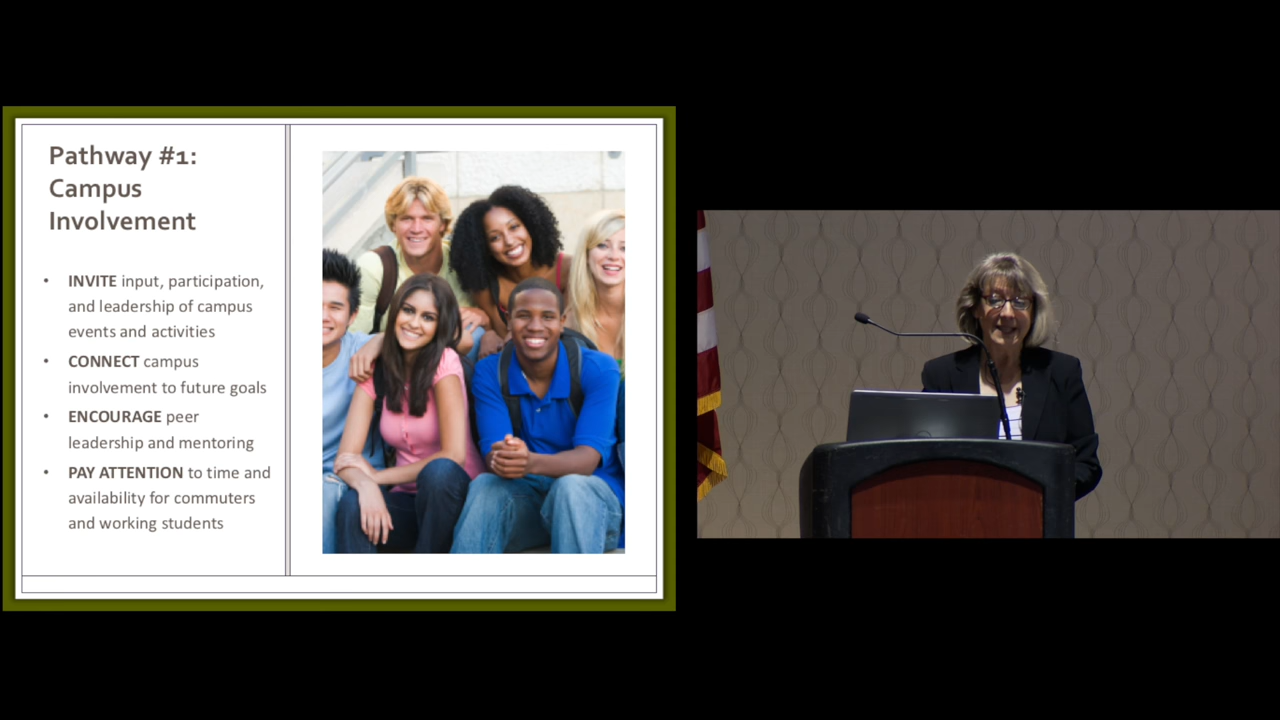 Pathway #1:
Campus
Involvement
• INVITE input, participation,
and leadership of campus
events and activities
• CONNECT campus
involvement to future goals
• ENCOURAGE peer
leadership and mentoring
• PAY ATTENTION to time and
availability for commuters
and working students